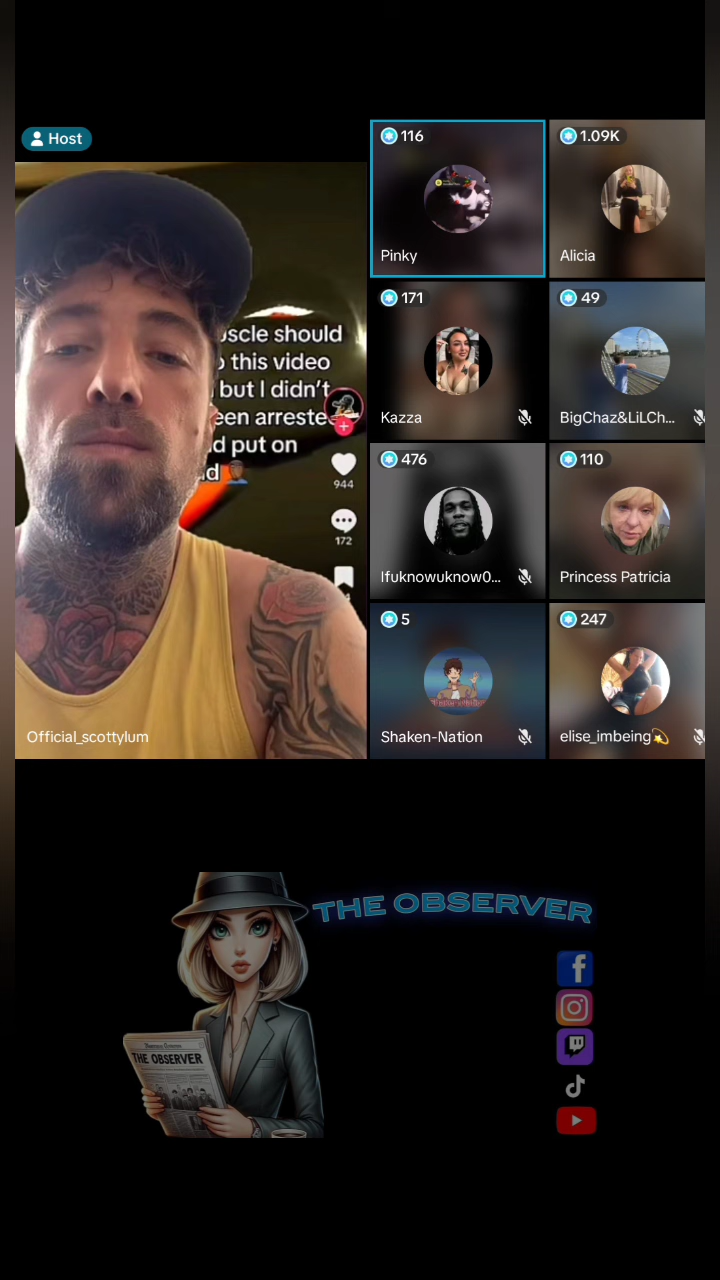 Host
scle should
this video
but I didn't
een arreste
d put on
d
944
172
Official_scottylum
116
Pinky
1.09K
Alicia
171
Kazza
49
BigChaz&LiLCh...
476
Ifuknowuknow0...
110
Princess Patricia
5
Shaken-Nation
247
elise_imbeing
THE OBSERVER
THE OBSERVER